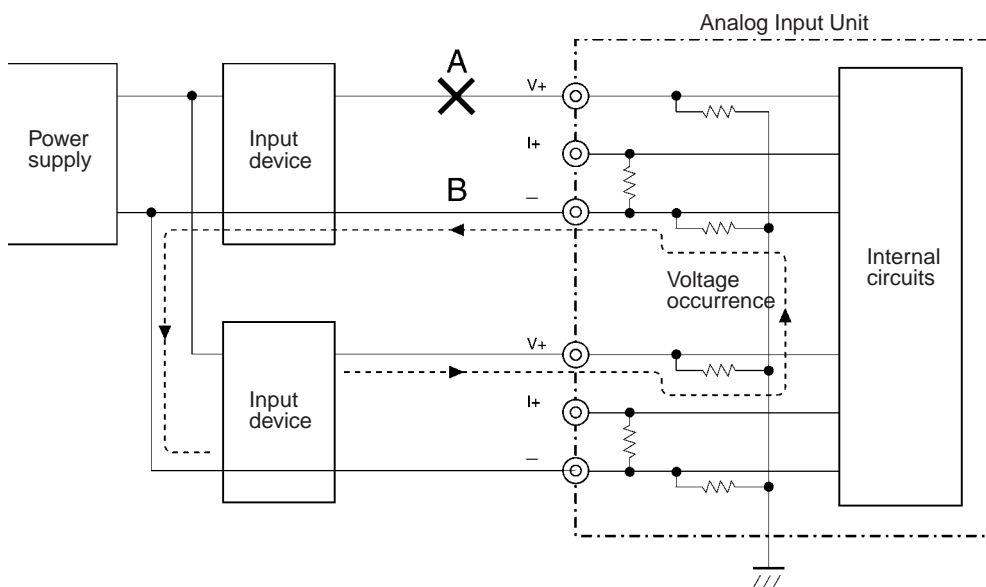 Analog Input Unit
A
V+
Power
supply
Input
device
I+
B
–
Internal
circuits
Voltage
occurrence
V+
Input
device
I+
–